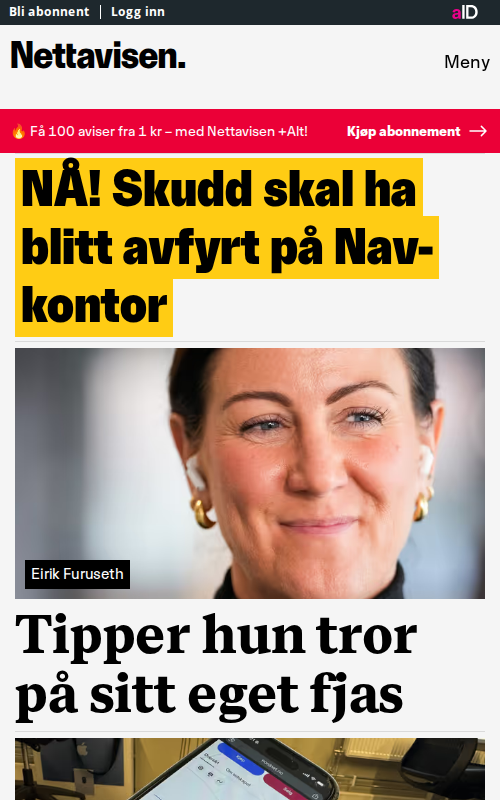 Bli abonnent
Logg inn
aID
Nettavisen.
Meny
🔥 Få 100 aviser fra 1 kr – med Nettavisen +Alt!
Kjøp abonnement →
NÅ! Skudd skal ha
blitt avfyrt på Nav-
kontor
Eirik Furuseth
Tipper hun tror
på sitt eget fjas